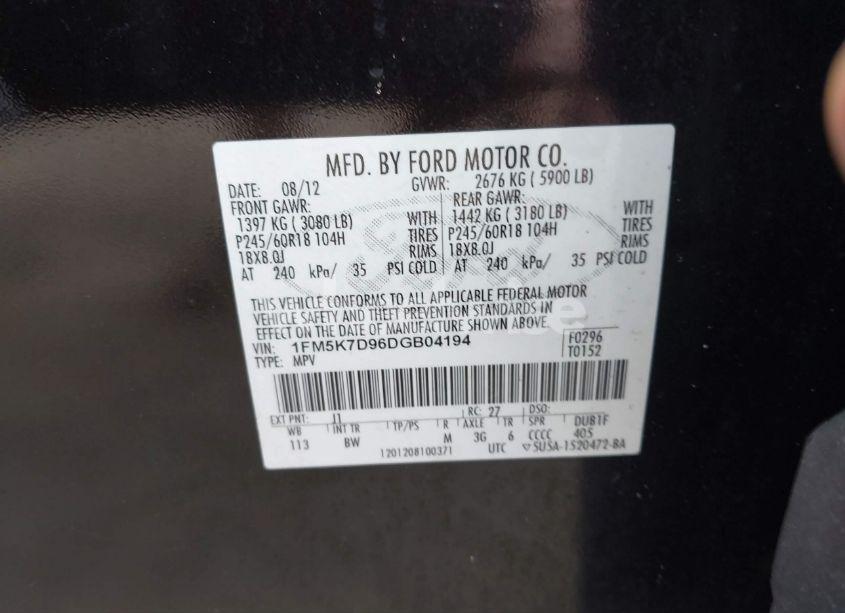 MFD. BY FORD MOTOR CO.
DATE: 08/12 GVWR: 2676 KG ( 5900 LB)
FRONT GAWR: REAR GAWR:
1397 KG ( 3080 LB) WITH 1442 KG ( 3180 LB) WITH
P245/60R18 104H TIRES P245/60R18 104H TIRES
18X8.0J RIMS 18X8.0J RIMS
AT 240 kPa/ 35 PSI COLD AT 240 kPa/ 35 PSI COLD
THIS VEHICLE CONFORMS TO ALL APPLICABLE FEDERAL MOTOR
VEHICLE SAFETY AND THEFT PREVENTION STANDARDS IN
EFFECT ON THE DATE OF MANUFACTURE SHOWN ABOVE.
VIN: 1FM5K7D96DGB04194 F0296
TYPE: MPV T0152
EXT PNT: J1 RC: 27 DSO:
WB INT TR TP/PS R AXLE TR SPR DUB1F
113 BW M 3G 6 CCCC 405
1201208100371 UTC 5U5A-1520472-BA